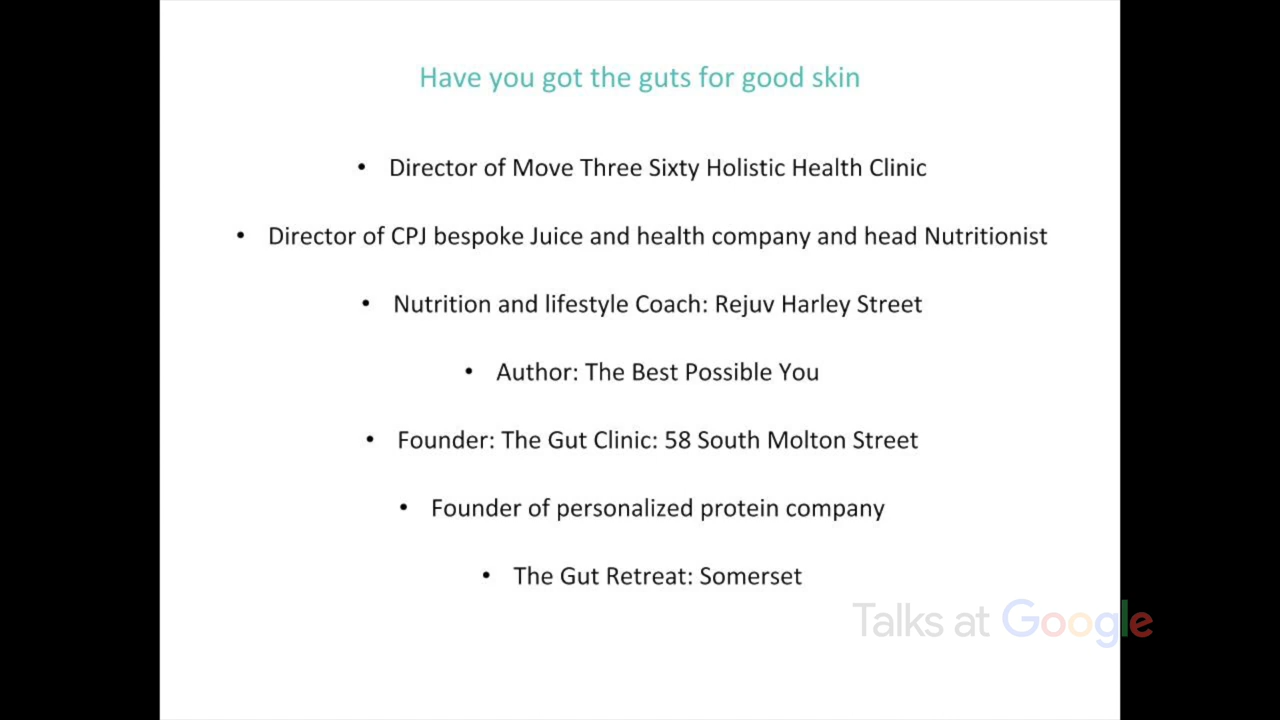 Have you got the guts for good skin
• Director of Move Three Sixty Holistic Health Clinic
• Director of CPJ bespoke Juice and health company and head Nutritionist
• Nutrition and lifestyle Coach: Rejuv Harley Street
• Author: The Best Possible You
• Founder: The Gut Clinic: 58 South Molton Street
• Founder of personalized protein company
• The Gut Retreat: Somerset
Talks at Google